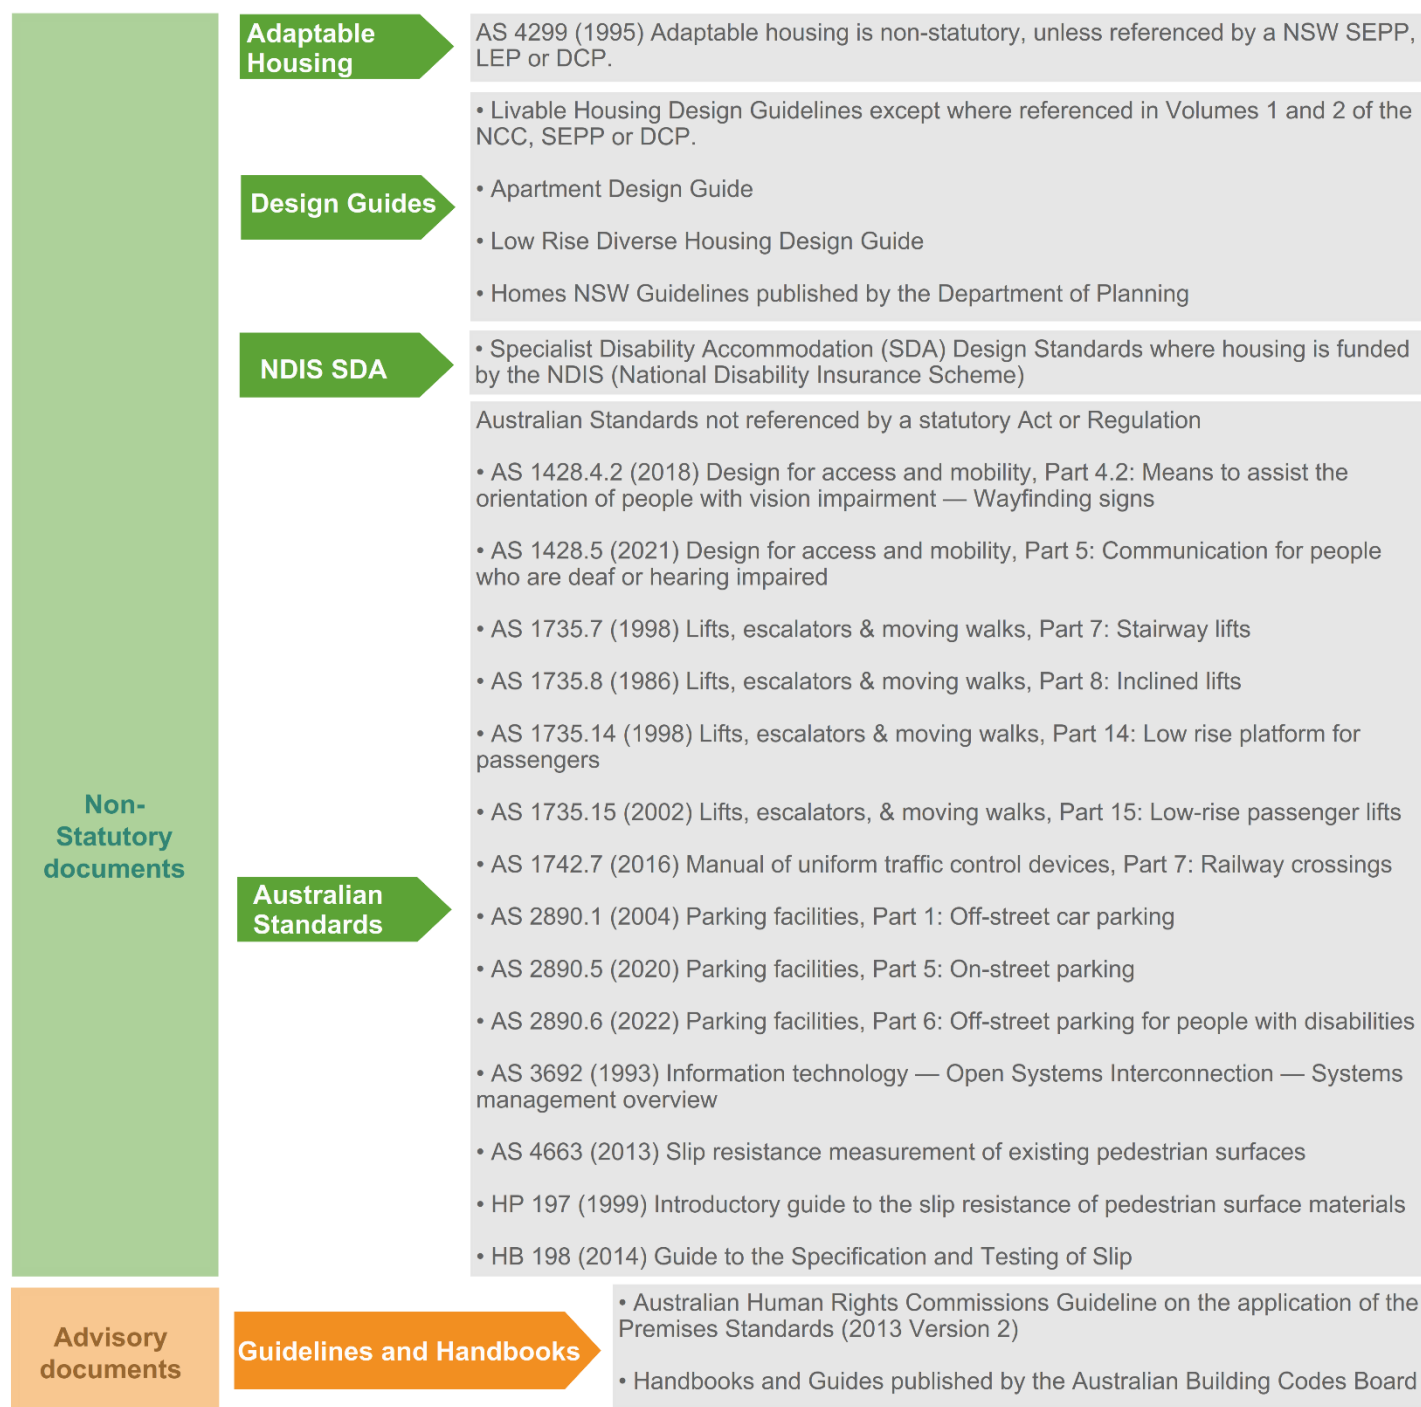 Non-
Statutory
documents
Adaptable
Housing
AS 4299 (1995) Adaptable housing is non-statutory, unless referenced by a NSW SEPP,
LEP or DCP.
Design Guides
• Livable Housing Design Guidelines except where referenced in Volumes 1 and 2 of the
NCC, SEPP or DCP.
• Apartment Design Guide
• Low Rise Diverse Housing Design Guide
• Homes NSW Guidelines published by the Department of Planning
NDIS SDA
• Specialist Disability Accommodation (SDA) Design Standards where housing is funded
by the NDIS (National Disability Insurance Scheme)
Australian
Standards
Australian Standards not referenced by a statutory Act or Regulation
• AS 1428.4.2 (2018) Design for access and mobility, Part 4.2: Means to assist the
orientation of people with vision impairment — Wayfinding signs
• AS 1428.5 (2021) Design for access and mobility, Part 5: Communication for people
who are deaf or hearing impaired
• AS 1735.7 (1998) Lifts, escalators & moving walks, Part 7: Stairway lifts
• AS 1735.8 (1986) Lifts, escalators & moving walks, Part 8: Inclined lifts
• AS 1735.14 (1998) Lifts, escalators & moving walks, Part 14: Low rise platform for
passengers
• AS 1735.15 (2002) Lifts, escalators, & moving walks, Part 15: Low-rise passenger lifts
• AS 1742.7 (2016) Manual of uniform traffic control devices, Part 7: Railway crossings
• AS 2890.1 (2004) Parking facilities, Part 1: Off-street car parking
• AS 2890.5 (2020) Parking facilities, Part 5: On-street parking
• AS 2890.6 (2022) Parking facilities, Part 6: Off-street parking for people with disabilities
• AS 3692 (1993) Information technology — Open Systems Interconnection — Systems
management overview
• AS 4663 (2013) Slip resistance measurement of existing pedestrian surfaces
• HP 197 (1999) Introductory guide to the slip resistance of pedestrian surface materials
• HB 198 (2014) Guide to the Specification and Testing of Slip
Advisory
documents
Guidelines and Handbooks
• Australian Human Rights Commissions Guideline on the application of the
Premises Standards (2013 Version 2)
• Handbooks and Guides published by the Australian Building Codes Board